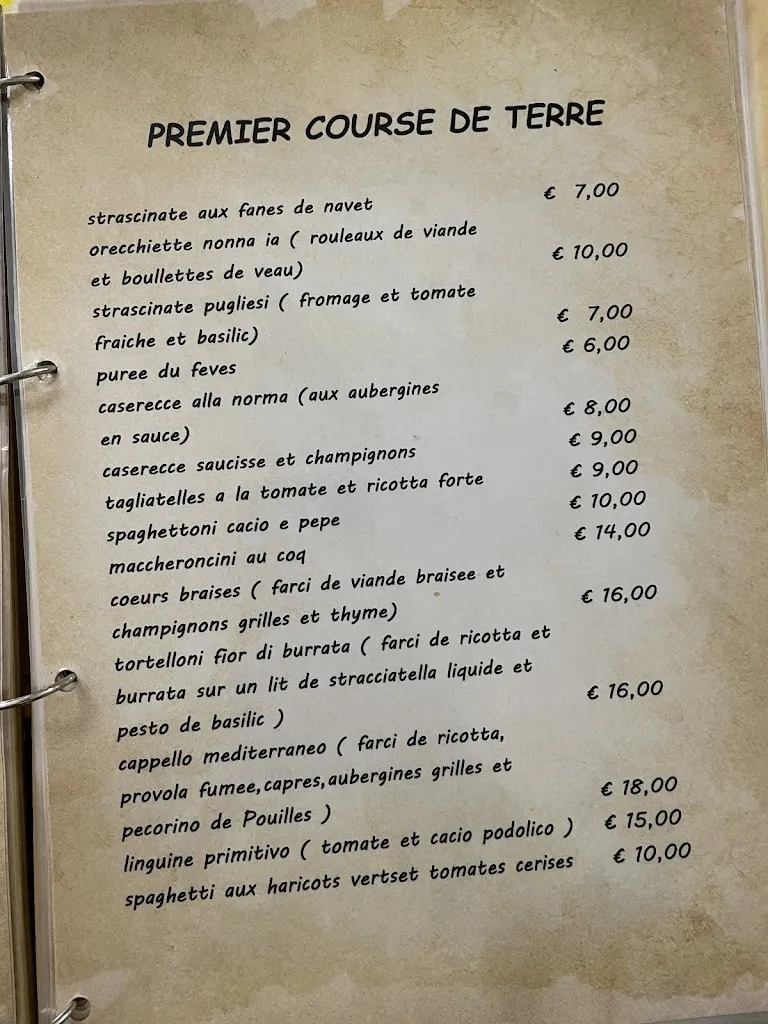 PREMIER COURSE DE TERRE
strascinate aux fanes de navet € 7,00
orecchiette nonna ia ( rouleaux de viande
et boullettes de veau) € 10,00
strascinate pugliesi ( fromage et tomate
fraiche et basilic) € 7,00
puree du feves € 6,00
caserecce alla norma (aux aubergines
en sauce) € 8,00
caserecce saucisse et champignons € 9,00
tagliatelles a la tomate et ricotta forte € 9,00
spaghettoni cacio e pepe € 10,00
maccheroncini au coq € 14,00
coeurs braises ( farci de viande braisee et
champignons grilles et thyme) € 16,00
tortelloni fior di burrata ( farci de ricotta et
burrata sur un lit de stracciatella liquide et
pesto de basilic ) € 16,00
cappello mediterraneo ( farci de ricotta,
provola fumee,capres,aubergines grilles et
pecorino de Pouilles ) € 18,00
linguine primitivo ( tomate et cacio podolico ) € 15,00
spaghetti aux haricots vertset tomates cerises € 10,00